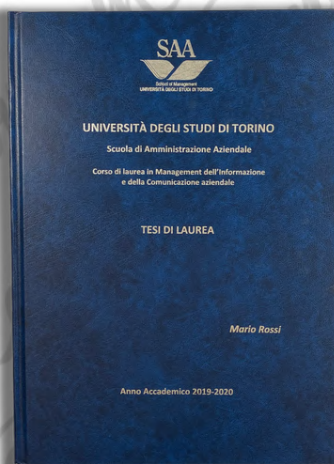 SAA
School of Management
UNIVERSITÀ DEGLI STUDI DI TORINO
UNIVERSITÀ DEGLI STUDI DI TORINO
Scuola di Amministrazione Aziendale
Corso di laurea in Management dell'Informazione
e della Comunicazione aziendale
TESI DI LAUREA
Mario Rossi
Anno Accademico 2019-2020